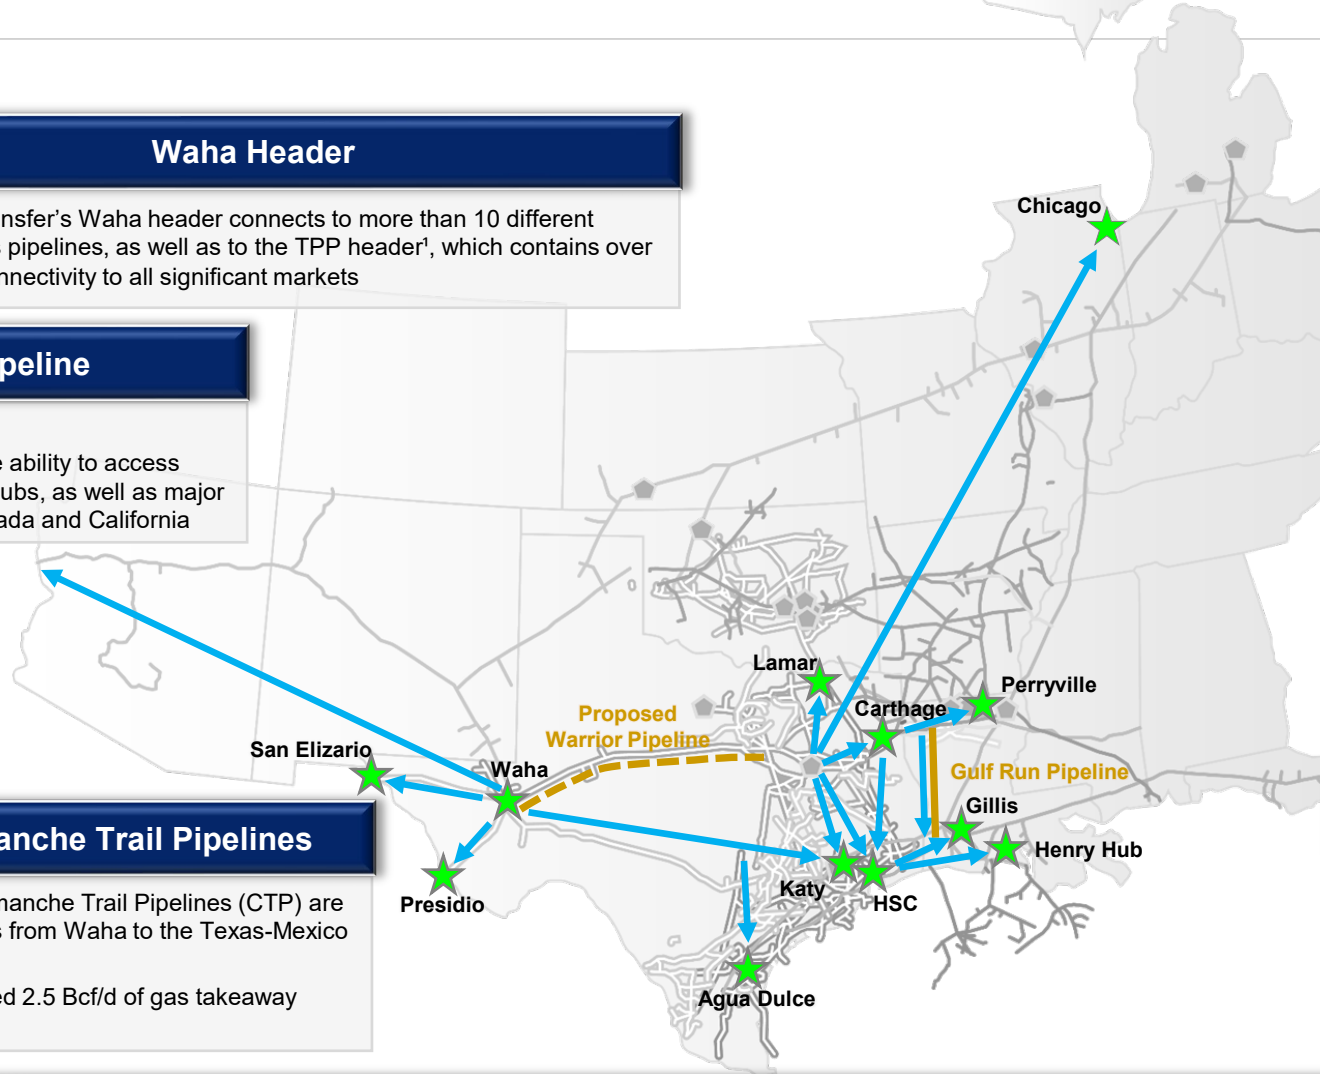 Waha Header
nsfer's Waha header connects to more than 10 different
pipelines, as well as to the TPP header¹, which contains over
nnectivity to all significant markets
peline
ability to access
ubs, as well as major
ada and California
anche Trail Pipelines
manche Trail Pipelines (CTP) are
from Waha to the Texas-Mexico
ed 2.5 Bcf/d of gas takeaway
Chicago
Lamar
Perryville
Carthage
Proposed
Warrior Pipeline
San Elizario
Waha
Gulf Run Pipeline
Gillis
Henry Hub
Katy
HSC
Presidio
Agua Dulce